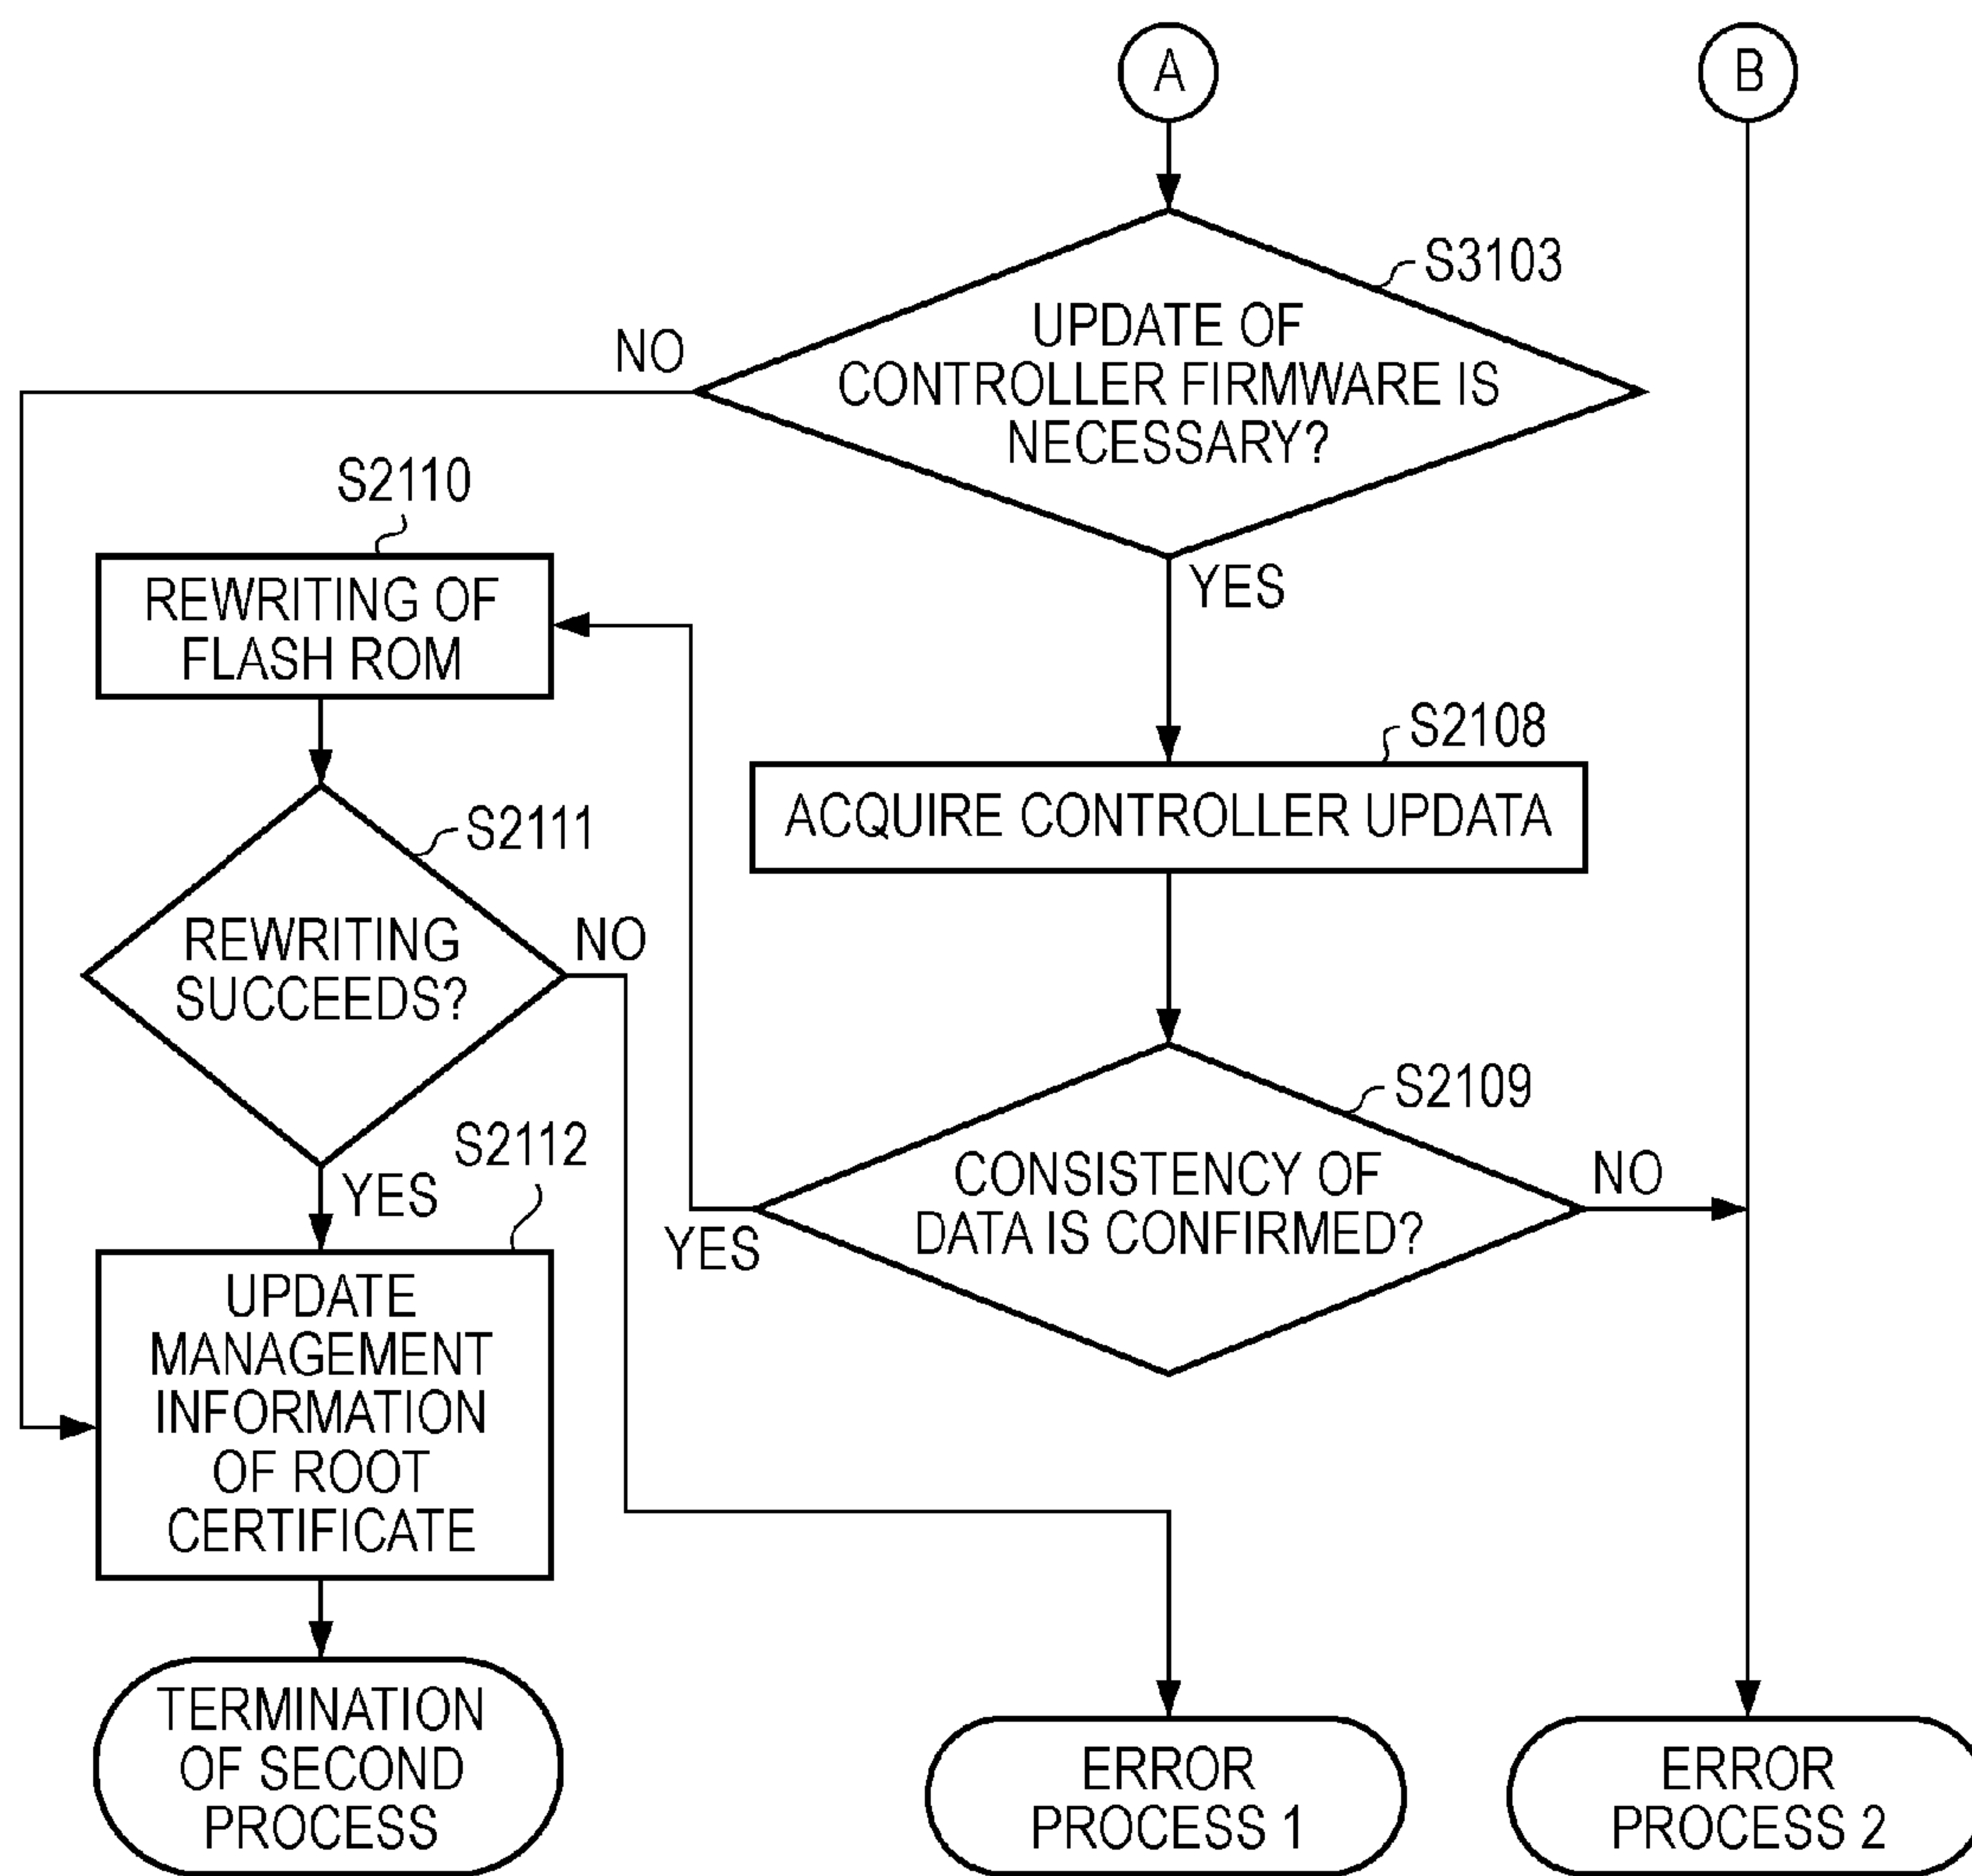 A
B
S3103
UPDATE OF
CONTROLLER FIRMWARE IS
NECESSARY?
NO
YES
S2110
REWRITING OF
FLASH ROM
S2108
ACQUIRE CONTROLLER UPDATA
S2111
REWRITING
SUCCEEDS?
NO
YES
S2109
CONSISTENCY OF
DATA IS CONFIRMED?
NO
YES
S2112
UPDATE
MANAGEMENT
INFORMATION
OF ROOT
CERTIFICATE
TERMINATION
OF SECOND
PROCESS
ERROR
PROCESS 1
ERROR
PROCESS 2